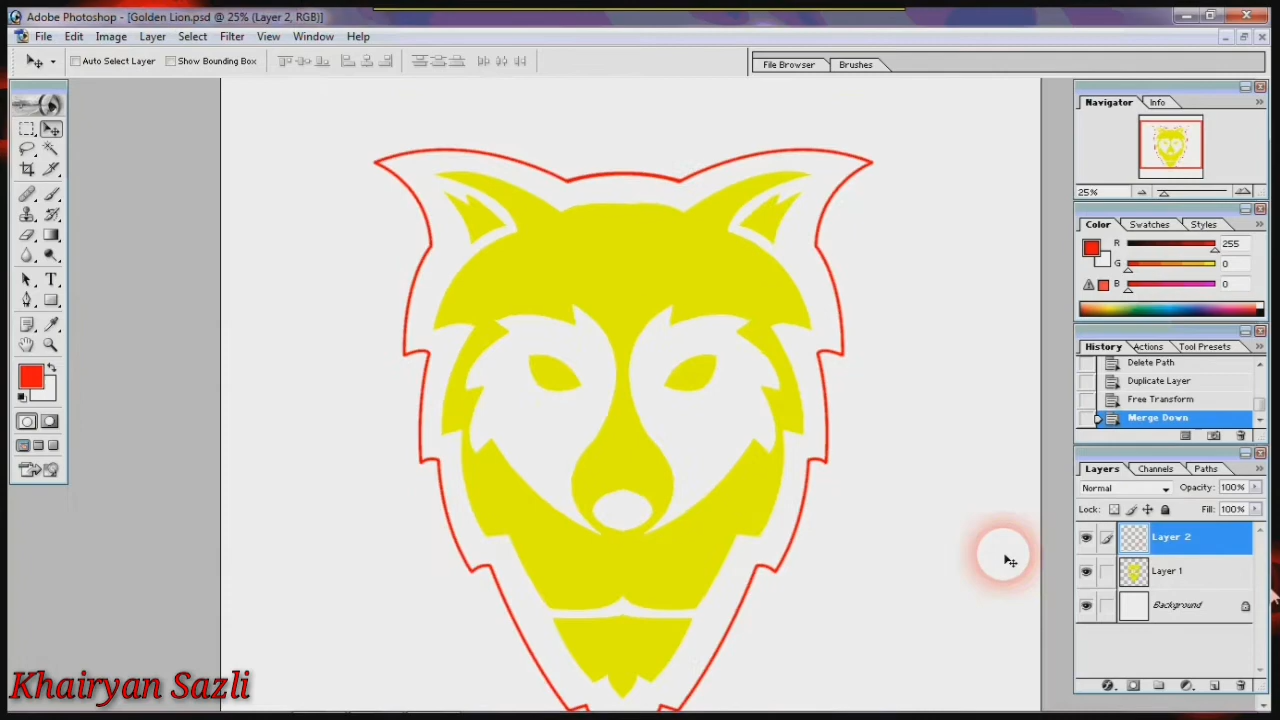 Adobe Photoshop - [Golden Lion.psd @ 25% (Layer 2, RGB)]
File Edit Image Layer Select Filter View Window Help
Auto Select Layer Show Bounding Box File Browser Brushes
Navigator Info
25%
Color Swatches Styles
R 255
G 0
B 0
History Actions Tool Presets
Delete Path
Duplicate Layer
Free Transform
Merge Down
Layers Channels Paths
Normal Opacity: 100%
Lock: Fill: 100%
Layer 2
Layer 1
Background
Khairyan Sazli